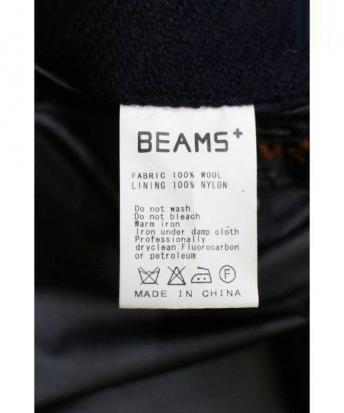 BEAMS+
FABRIC 100% WOOL
LINING 100% NYLON
Do not wash
Do not bleach
Warm iron
Iron under damp cloth
Professionally
dryclean Fluorocarbon
or petroleum
F
MADE IN CHINA